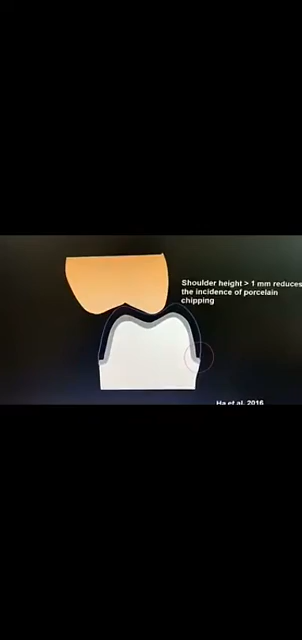 Shoulder height > 1 mm reduces
the incidence of porcelain
chipping
Ha et al. 2016